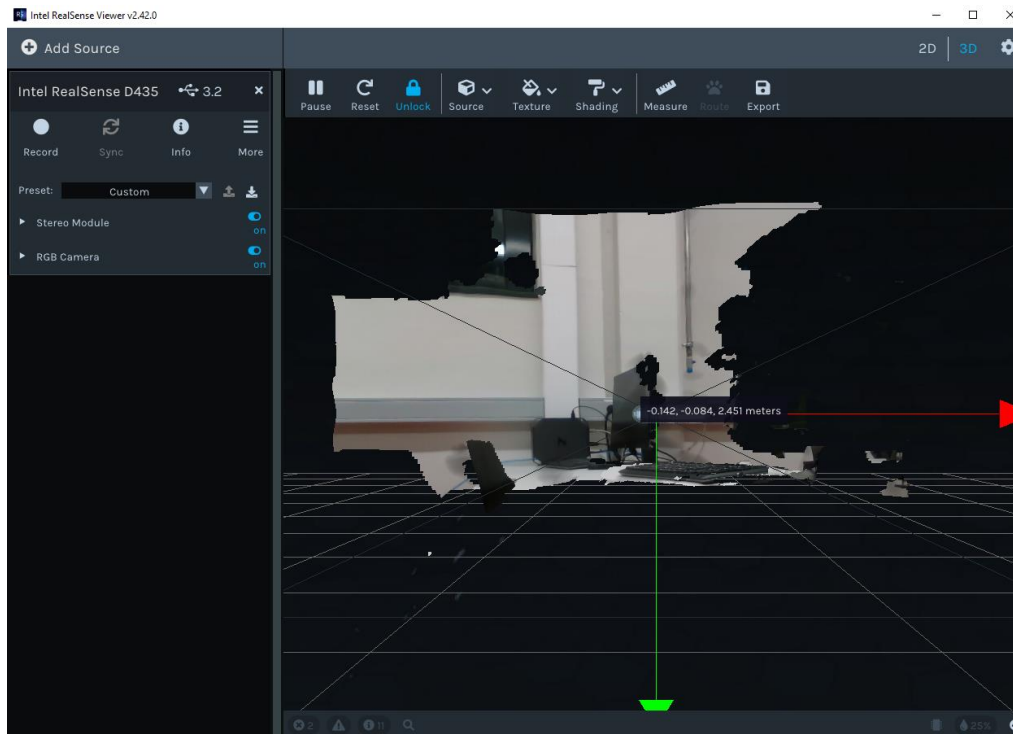 Intel RealSense Viewer v2.42.0
Add Source
2D 3D
Intel RealSense D435 3.2
Pause Reset Unlock Source Texture Shading Measure Route Export
Record Sync Info More
Preset: Custom
Stereo Module on
RGB Camera on
-0.142, -0.084, 2.451 meters
2 11 25%